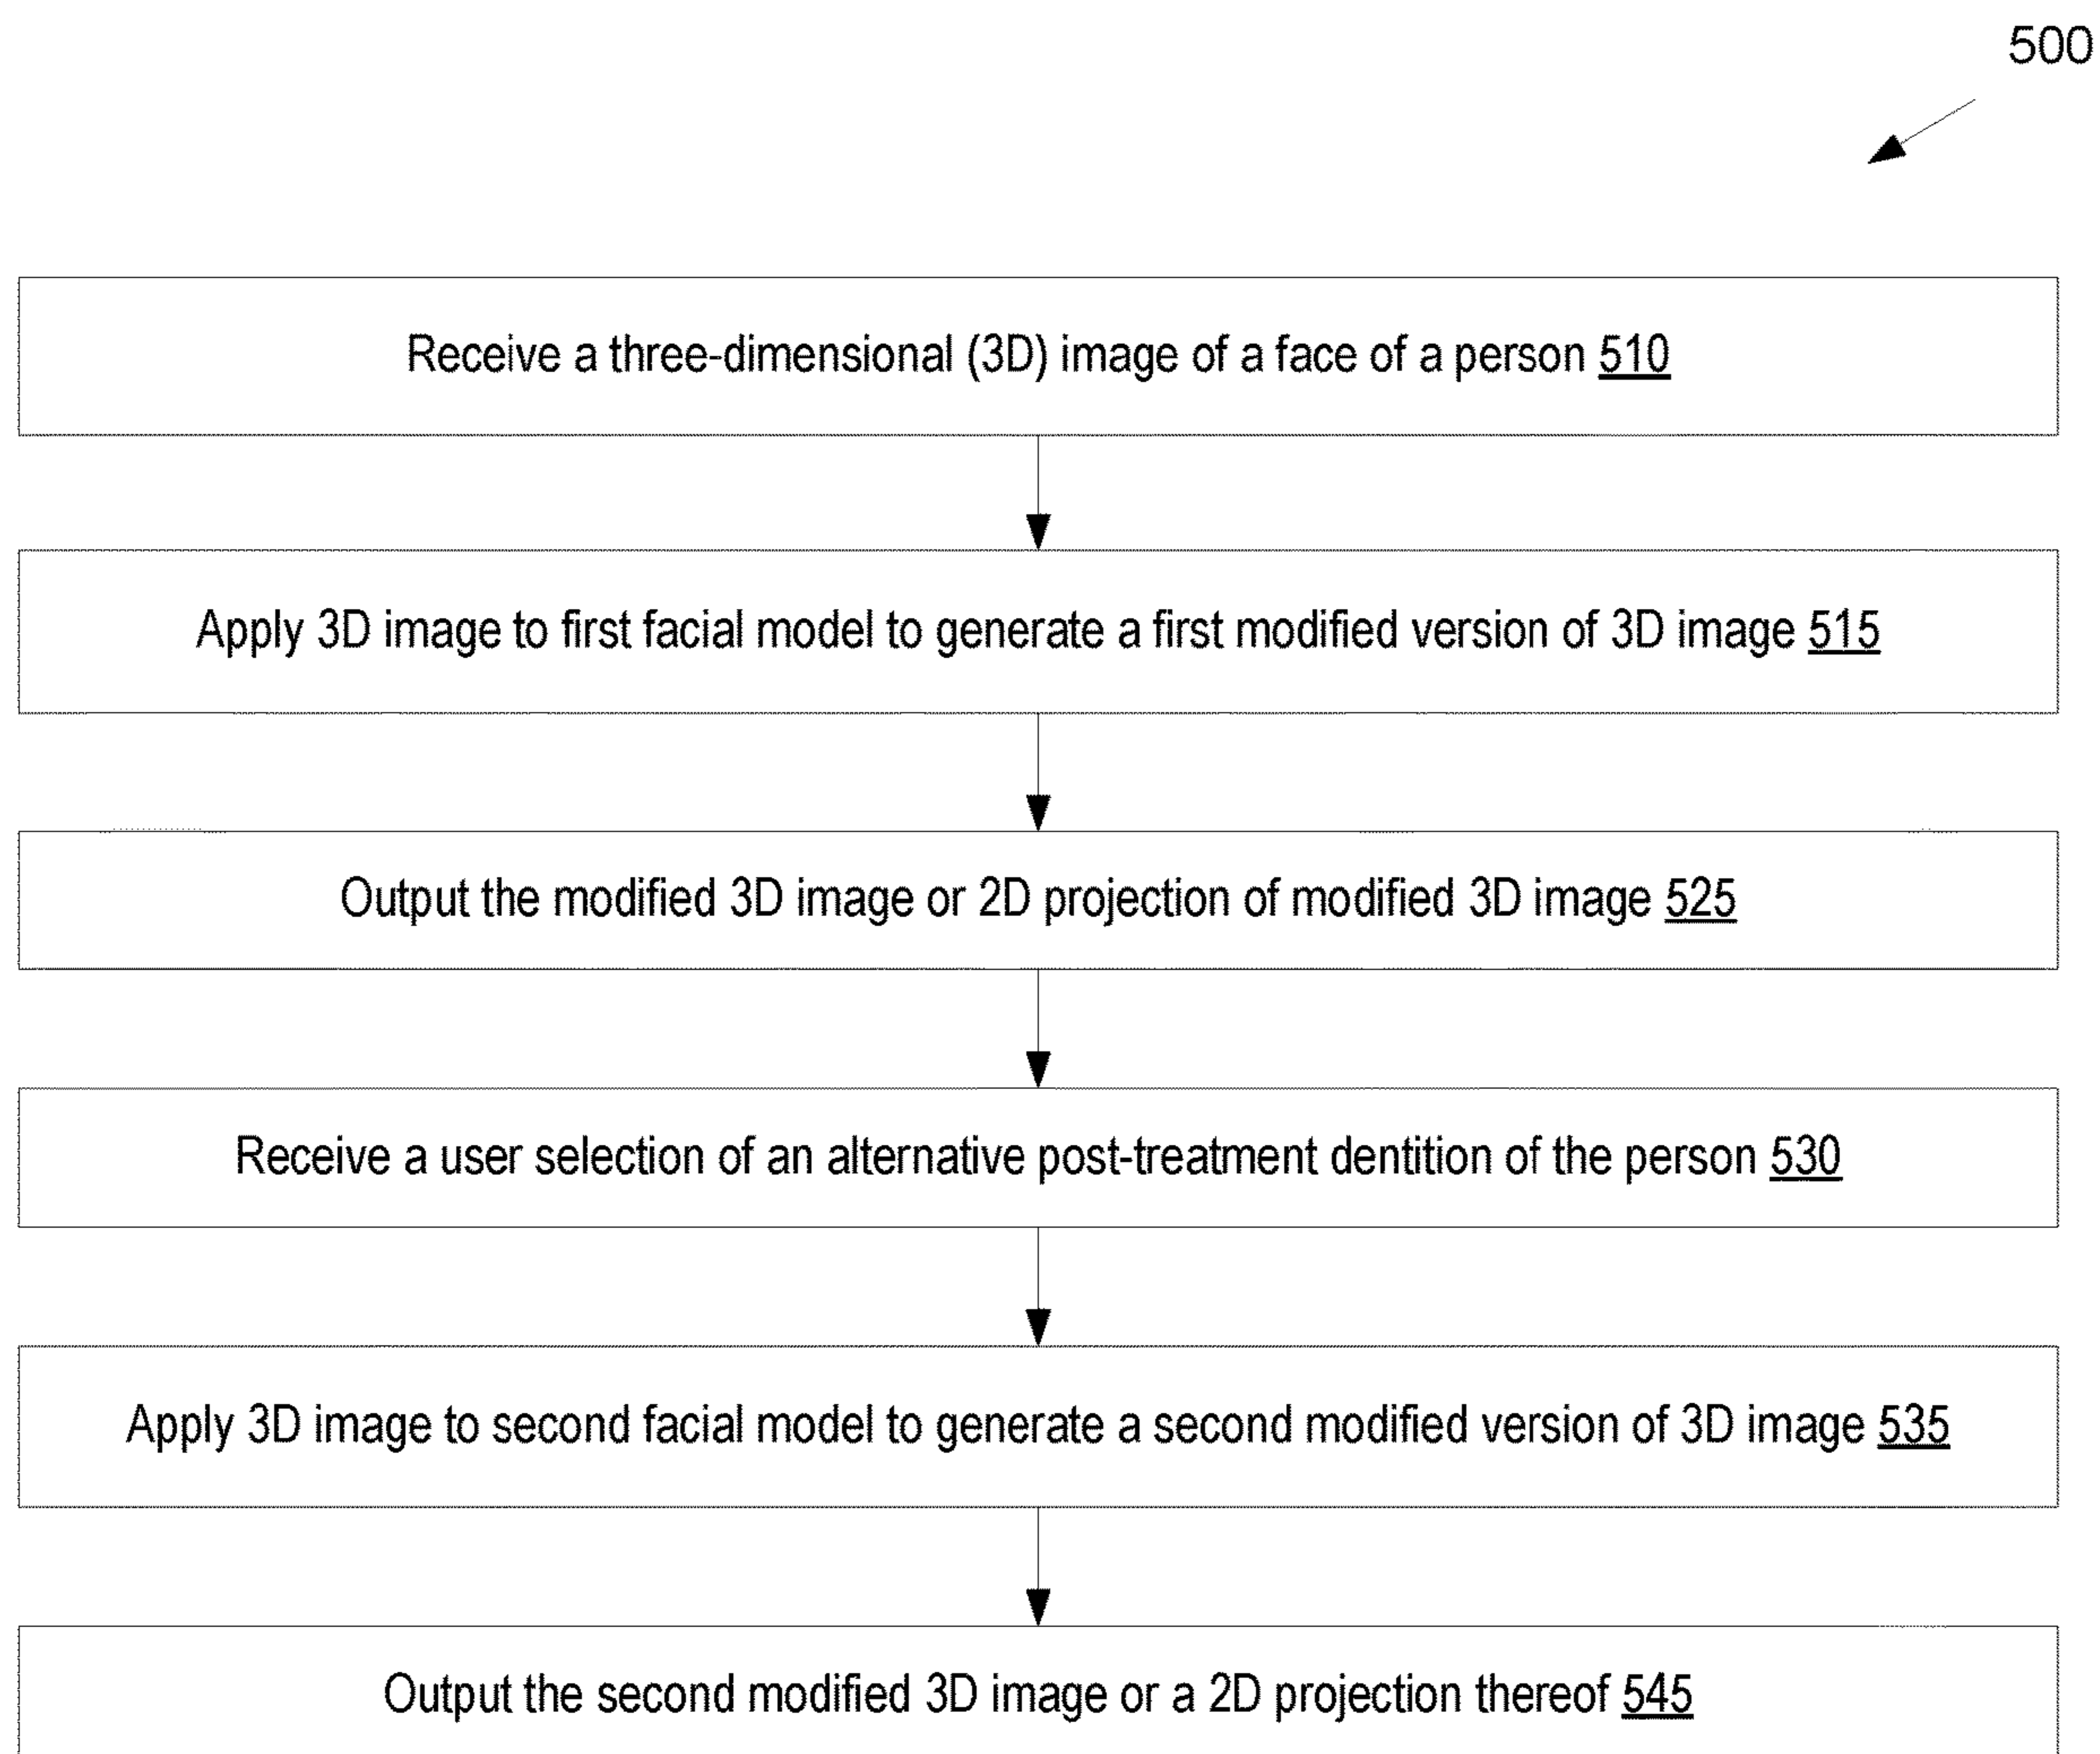 500
Receive a three-dimensional (3D) image of a face of a person 510
Apply 3D image to first facial model to generate a first modified version of 3D image 515
Output the modified 3D image or 2D projection of modified 3D image 525
Receive a user selection of an alternative post-treatment dentition of the person 530
Apply 3D image to second facial model to generate a second modified version of 3D image 535
Output the second modified 3D image or a 2D projection thereof 545